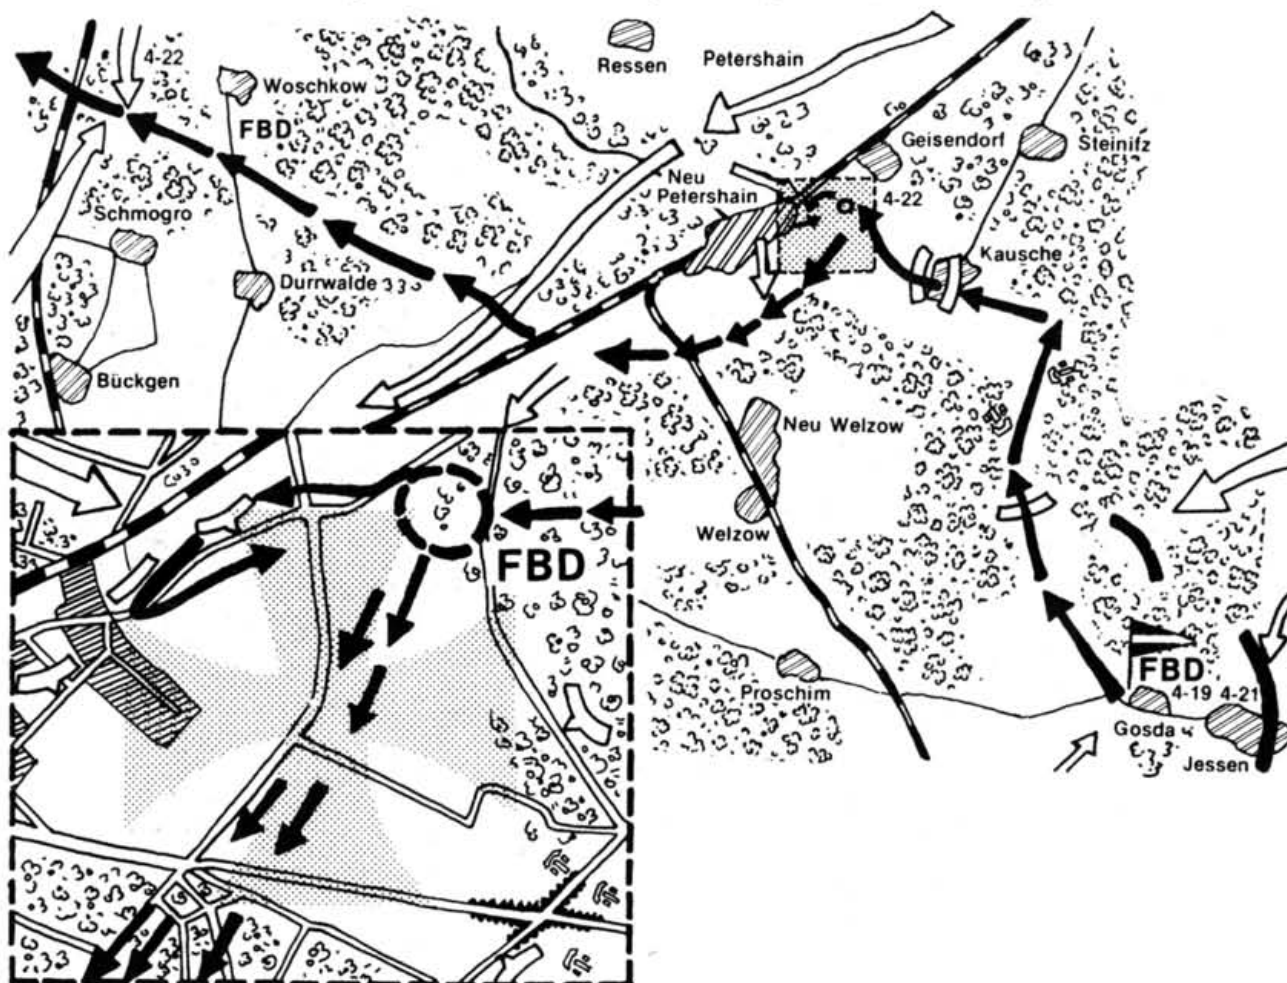 4-22
Woschkow
FBD
Schmogro
Durrwalde
Bückgen
Ressen
Petershain
Neu
Petershain
Geisendorf
Steinitz
4-22
Kausche
Neu Welzow
Welzow
Proschim
FBD
4-19 4-21
Gosda
Jessen
FBD